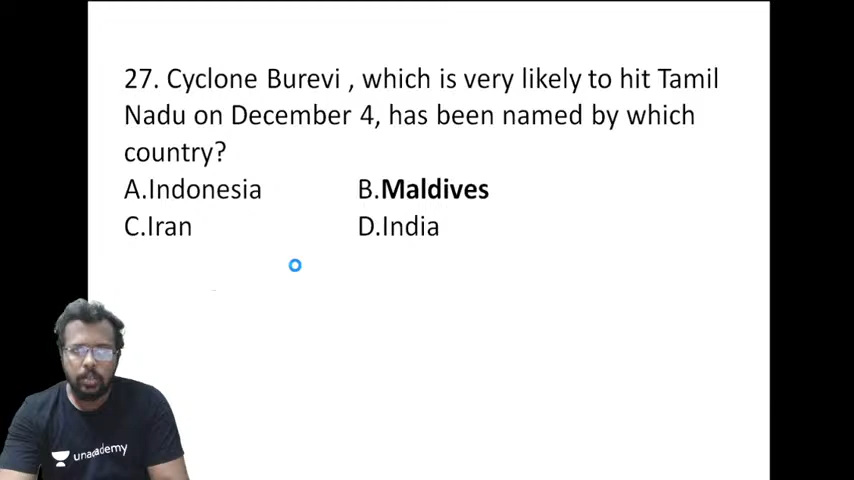 27. Cyclone Burevi , which is very likely to hit Tamil
Nadu on December 4, has been named by which
country?
A.Indonesia B.Maldives
C.Iran D.India
unacademy